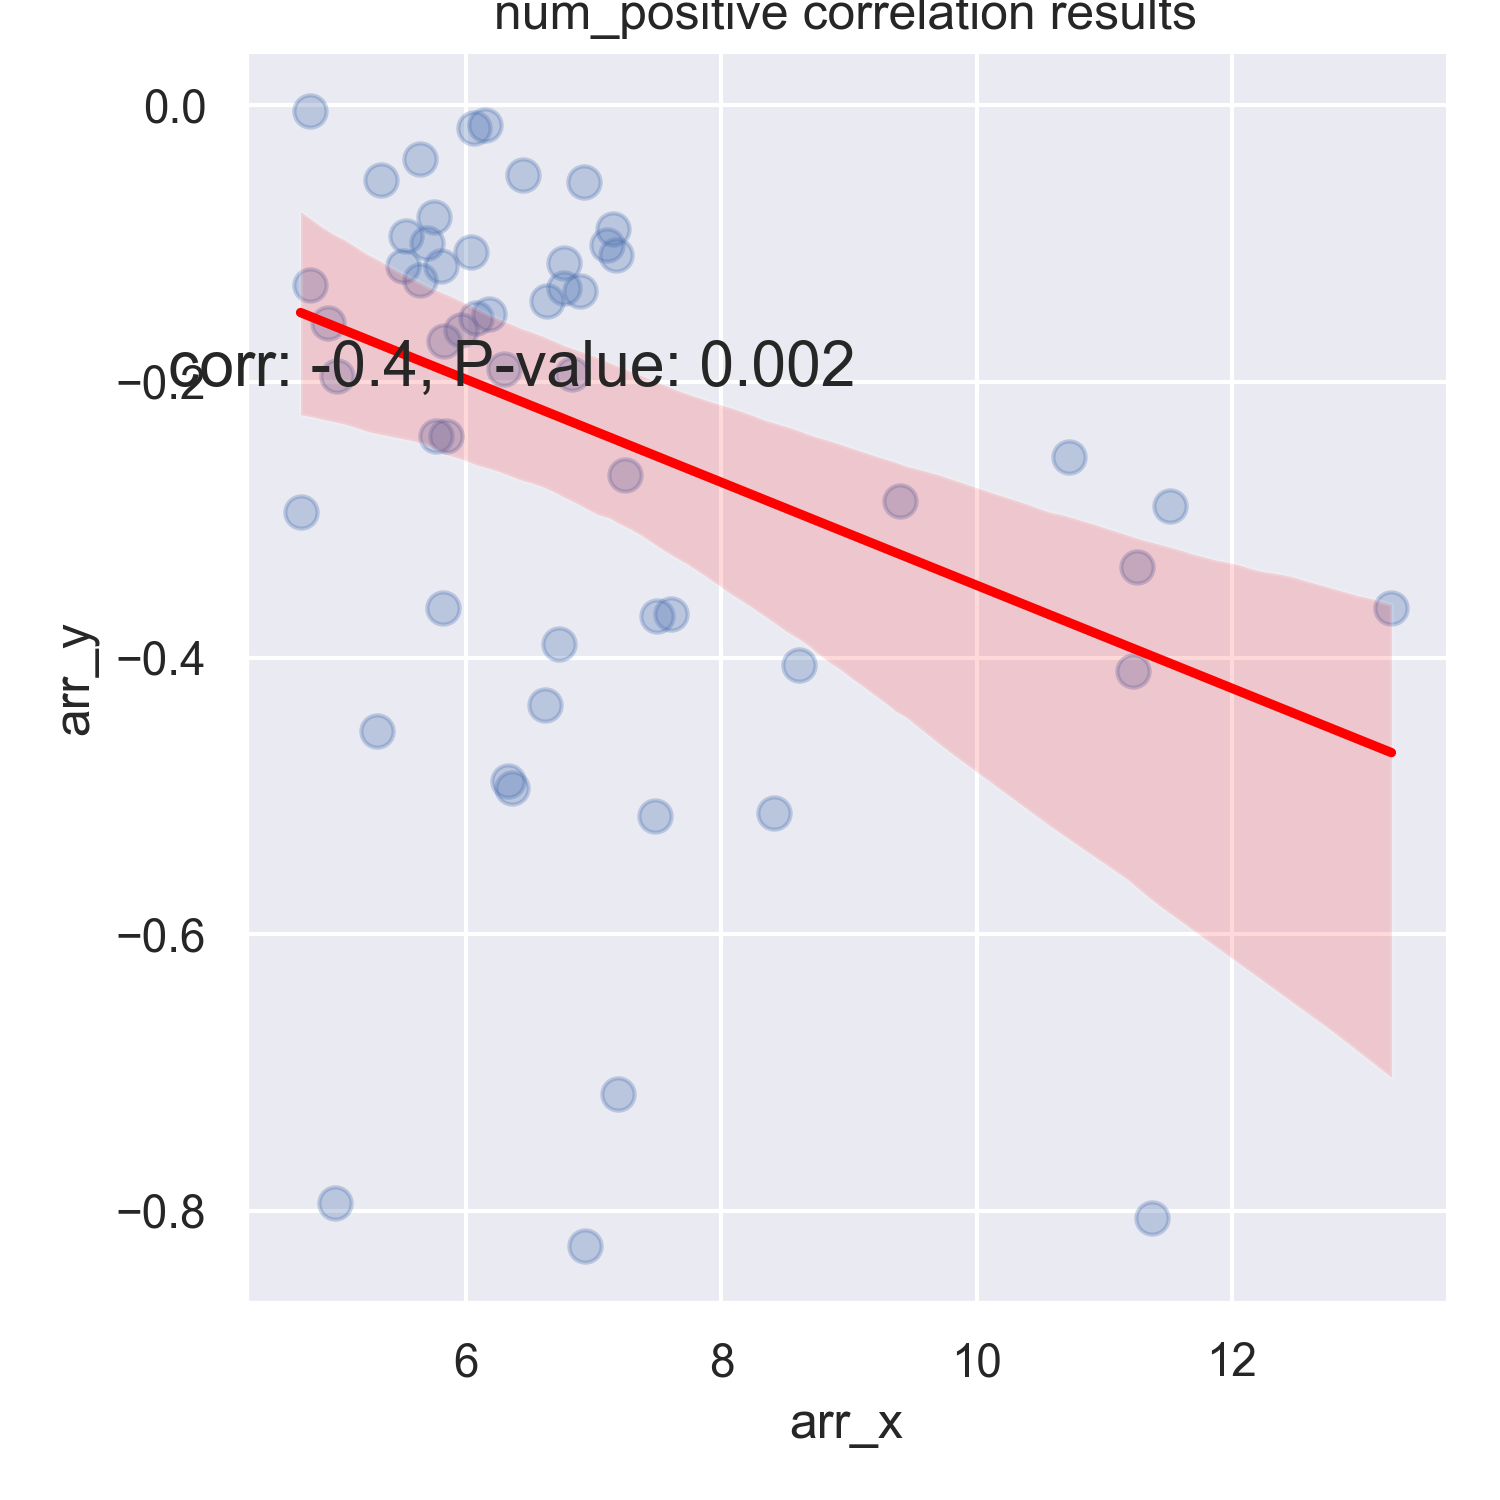 num_positive correlation results
0.0
−0.2
corr: -0.4, P-value: 0.002
−0.4
−0.6
−0.8
arr_y
6 8 10 12
arr_x